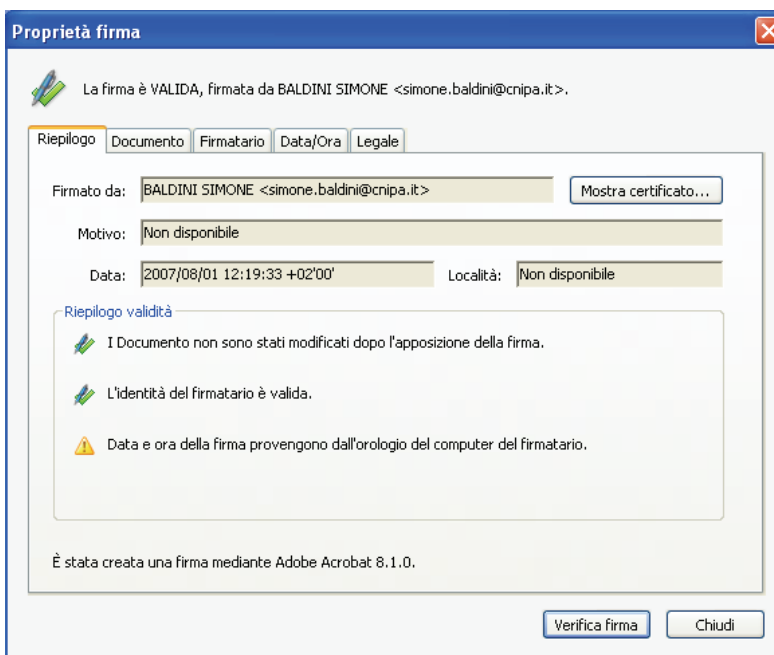 Proprietà firma
La firma è VALIDA, firmata da BALDINI SIMONE <simone.baldini@cnipa.it>.
Riepilogo Documento Firmatario Data/Ora Legale
Firmato da: BALDINI SIMONE <simone.baldini@cnipa.it> Mostra certificato...
Motivo: Non disponibile
Data: 2007/08/01 12:19:33 +02'00' Località: Non disponibile
Riepilogo validità
I Documento non sono stati modificati dopo l'apposizione della firma.
L'identità del firmatario è valida.
Data e ora della firma provengono dall'orologio del computer del firmatario.
È stata creata una firma mediante Adobe Acrobat 8.1.0.
Verifica firma Chiudi